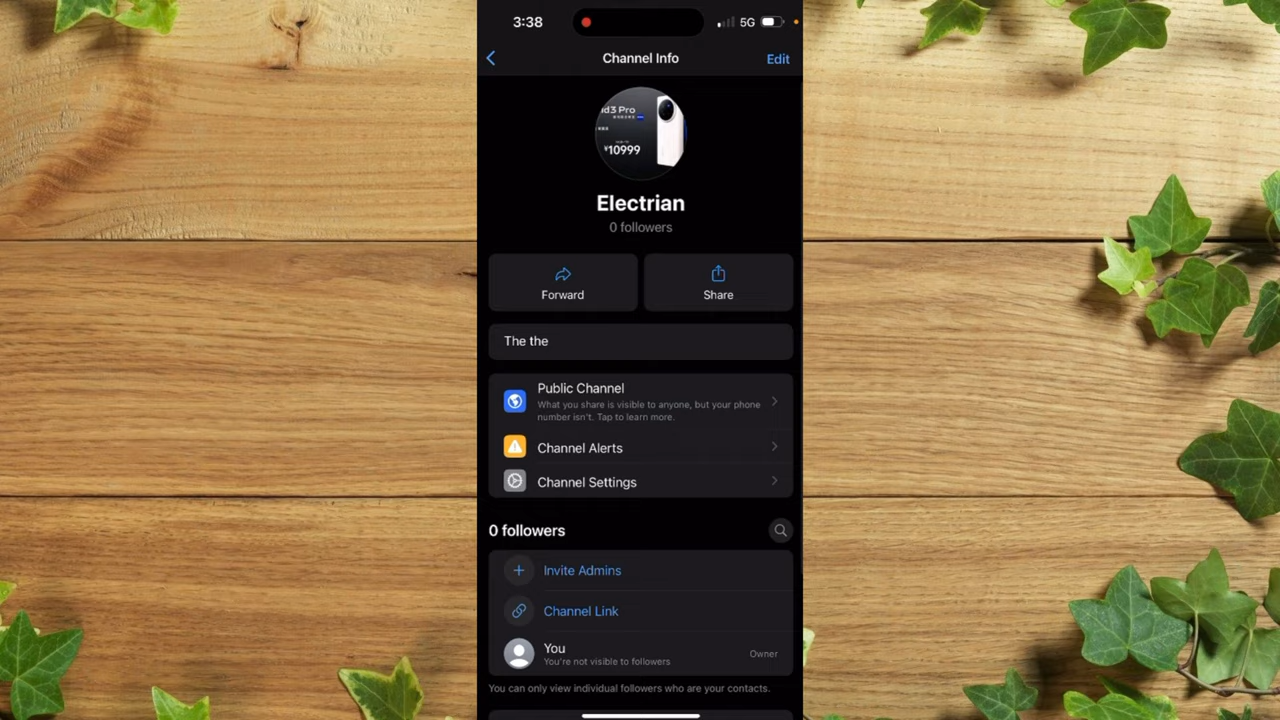 3:38
5G
Channel Info
Edit
id3 Pro
¥10999
Electrian
0 followers
Forward
Share
The the
Public Channel
What you share is visible to anyone, but your phone
number isn't. Tap to learn more.
Channel Alerts
Channel Settings
0 followers
Invite Admins
Channel Link
You
You're not visible to followers
Owner
You can only view individual followers who are your contacts.